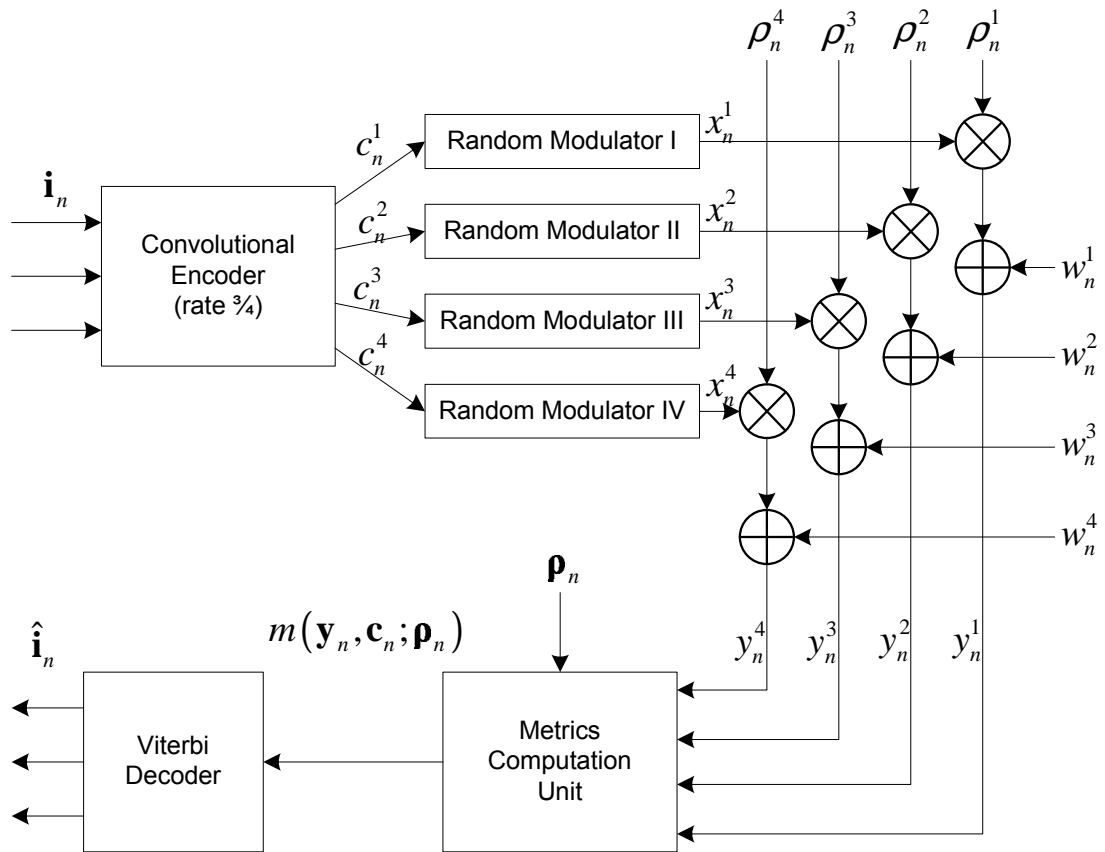 ρ_n^4 ρ_n^3 ρ_n^2 ρ_n^1
i_n
Convolutional
Encoder
(rate ¾)
c_n^1
c_n^2
c_n^3
c_n^4
Random Modulator I
Random Modulator II
Random Modulator III
Random Modulator IV
x_n^1
x_n^2
x_n^3
x_n^4
w_n^1
w_n^2
w_n^3
w_n^4
ρ_n
y_n^4 y_n^3 y_n^2 y_n^1
m(y_n, c_n; ρ_n)
î_n
Viterbi
Decoder
Metrics
Computation
Unit